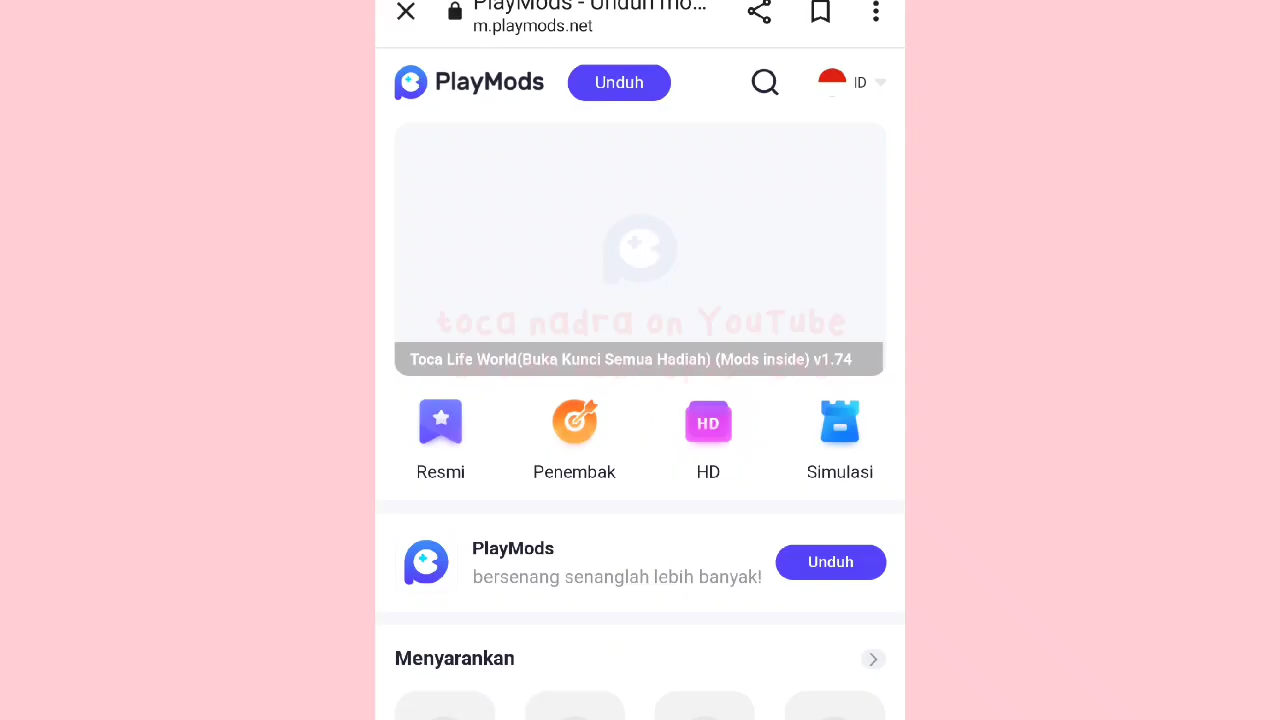 PlayMods - Unduh mo...
m.playmods.net
PlayMods
Unduh
ID
toca nadra on YouTube
Toca Life World(Buka Kunci Semua Hadiah) (Mods inside) v1.74
Resmi
Penembak
HD
HD
Simulasi
PlayMods
bersenang senanglah lebih banyak!
Unduh
Menyarankan